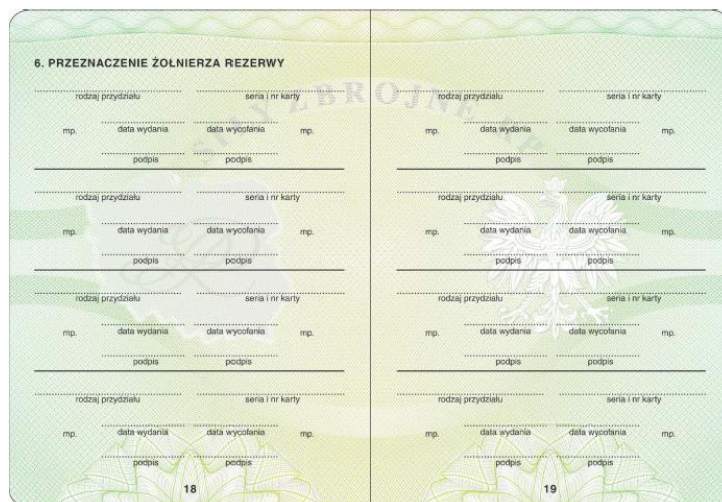 6. PRZEZNACZENIE ŻOŁNIERZA REZERWY
SIŁY ZBROJNE RP
rodzaj przydziału seria i nr karty
mp. data wydania data wycofania mp.
podpis podpis
rodzaj przydziału seria i nr karty
mp. data wydania data wycofania mp.
podpis podpis
rodzaj przydziału seria i nr karty
mp. data wydania data wycofania mp.
podpis podpis
rodzaj przydziału seria i nr karty
mp. data wydania data wycofania mp.
podpis podpis
18
rodzaj przydziału seria i nr karty
mp. data wydania data wycofania mp.
podpis podpis
rodzaj przydziału seria i nr karty
mp. data wydania data wycofania mp.
podpis podpis
rodzaj przydziału seria i nr karty
mp. data wydania data wycofania mp.
podpis podpis
rodzaj przydziału seria i nr karty
mp. data wydania data wycofania mp.
podpis podpis
19